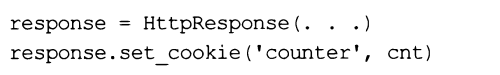 response = HttpResponse(. . .)
response.set_cookie('counter', cnt)